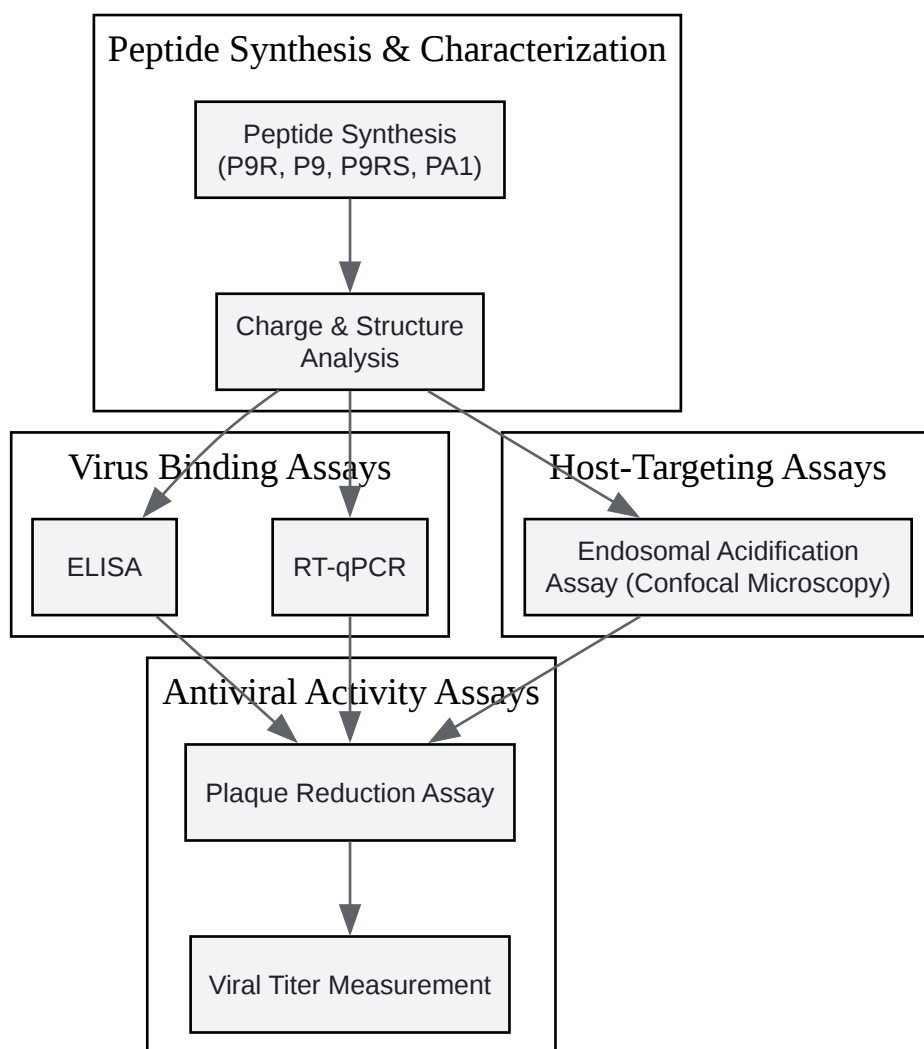 Peptide Synthesis & Characterization
Peptide Synthesis
(P9R, P9, P9RS, PA1)
Charge & Structure
Analysis
Virus Binding Assays
Host-Targeting Assays
ELISA
RT-qPCR
Endosomal Acidification
Assay (Confocal Microscopy)
Antiviral Activity Assays
Plaque Reduction Assay
Viral Titer Measurement